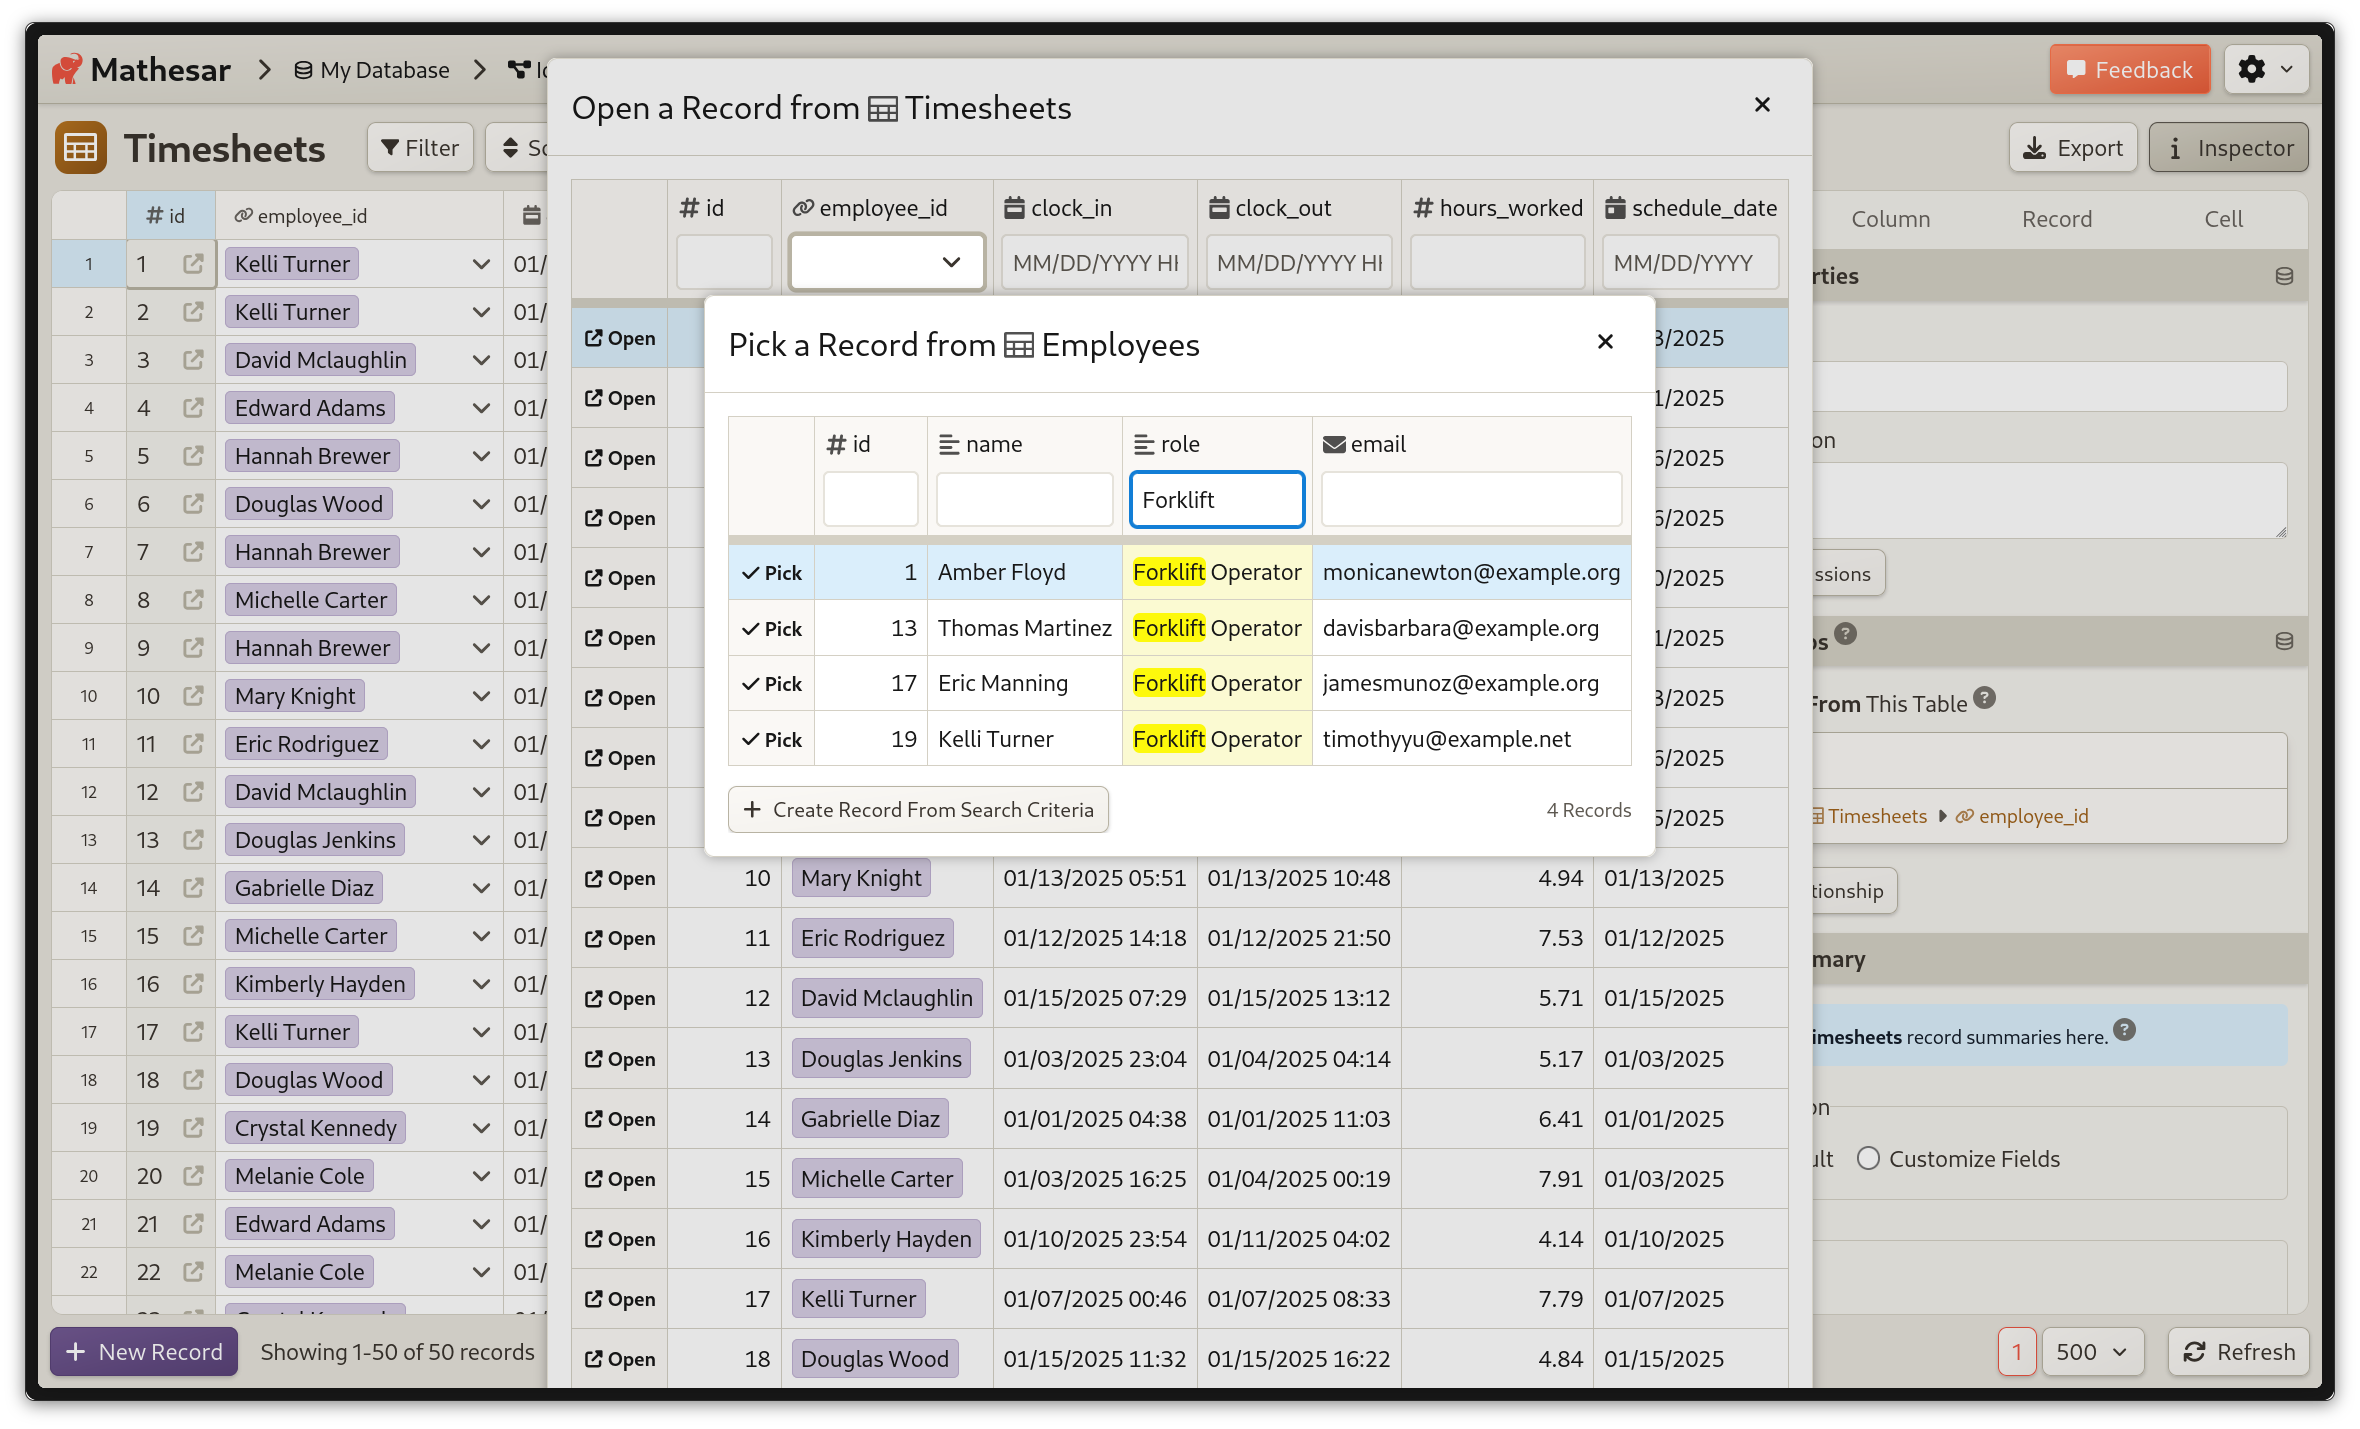 Mathesar > My Database >
Feedback
Timesheets Filter
Export Inspector
id employee_id
1 1 Kelli Turner 01/
2 2 Kelli Turner 01/
3 3 David Mclaughlin 01/
4 4 Edward Adams 01/
5 5 Hannah Brewer 01/
6 6 Douglas Wood 01/
7 7 Hannah Brewer 01/
8 8 Michelle Carter 01/
9 9 Hannah Brewer 01/
10 10 Mary Knight 01/
11 11 Eric Rodriguez 01/
12 12 David Mclaughlin 01/
13 13 Douglas Jenkins 01/
14 14 Gabrielle Diaz 01/
15 15 Michelle Carter 01/
16 16 Kimberly Hayden 01/
17 17 Kelli Turner 01/
18 18 Douglas Wood 01/
19 19 Crystal Kennedy 01/
20 20 Melanie Cole 01/
21 21 Edward Adams 01/
22 22 Melanie Cole 01/
New Record Showing 1-50 of 50 records
Open a Record from Timesheets
id employee_id clock_in clock_out hours_worked schedule_date
MM/DD/YYYY MM/DD/YYYY MM/DD/YYYY
Open 3/2025
Open 1/2025
Open 6/2025
Open 6/2025
Open 0/2025
Open 1/2025
Open 3/2025
Open 6/2025
Open 5/2025
Open 10 Mary Knight 01/13/2025 05:51 01/13/2025 10:48 4.94 01/13/2025
Open 11 Eric Rodriguez 01/12/2025 14:18 01/12/2025 21:50 7.53 01/12/2025
Open 12 David Mclaughlin 01/15/2025 07:29 01/15/2025 13:12 5.71 01/15/2025
Open 13 Douglas Jenkins 01/03/2025 23:04 01/04/2025 04:14 5.17 01/03/2025
Open 14 Gabrielle Diaz 01/01/2025 04:38 01/01/2025 11:03 6.41 01/01/2025
Open 15 Michelle Carter 01/03/2025 16:25 01/04/2025 00:19 7.91 01/03/2025
Open 16 Kimberly Hayden 01/10/2025 23:54 01/11/2025 04:02 4.14 01/10/2025
Open 17 Kelli Turner 01/07/2025 00:46 01/07/2025 08:33 7.79 01/07/2025
Open 18 Douglas Wood 01/15/2025 11:32 01/15/2025 16:22 4.84 01/15/2025
Pick a Record from Employees
id name role email
Forklift
Pick 1 Amber Floyd Forklift Operator monicanewton@example.org
Pick 13 Thomas Martinez Forklift Operator davisbarbara@example.org
Pick 17 Eric Manning Forklift Operator jamesmunoz@example.org
Pick 19 Kelli Turner Forklift Operator timothyyu@example.net
Create Record From Search Criteria 4 Records
Column Record Cell
rties
on
ssions
From This Table
Timesheets employee_id
tionship
mary
imesheets record summaries here.
on
ult Customize Fields
1 500 Refresh